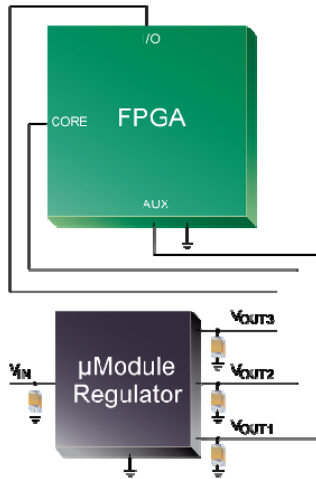 I/O
CORE
FPGA
AUX
VOUT3
VIN
µModule
Regulator
VOUT2
VOUT1